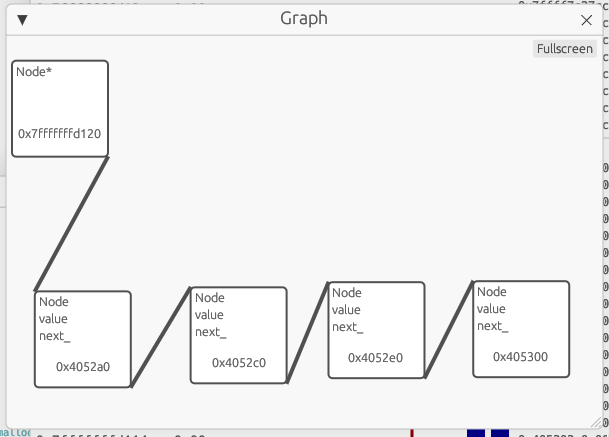 Graph
Fullscreen
Node*
0x7fffffffd120
Node
value
next_
0x4052a0
Node
value
next_
0x4052c0
Node
value
next_
0x4052e0
Node
value
next_
0x405300